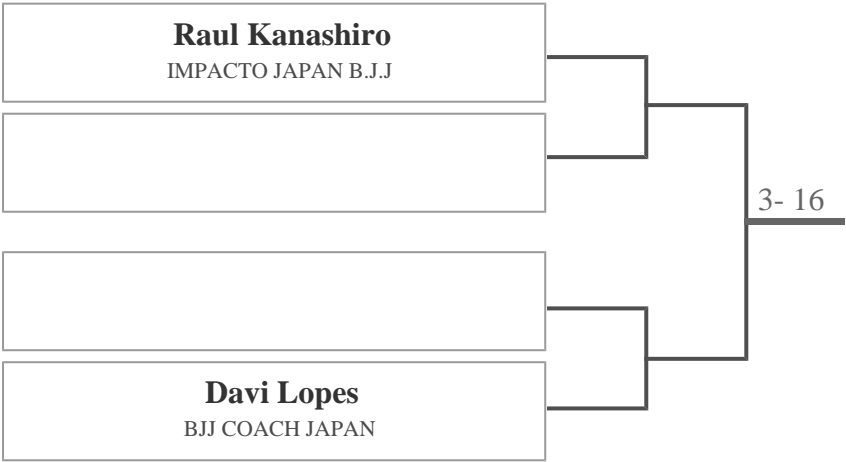 Raul Kanashiro
IMPACTO JAPAN B.J.J
3- 16
Davi Lopes
BJJ COACH JAPAN